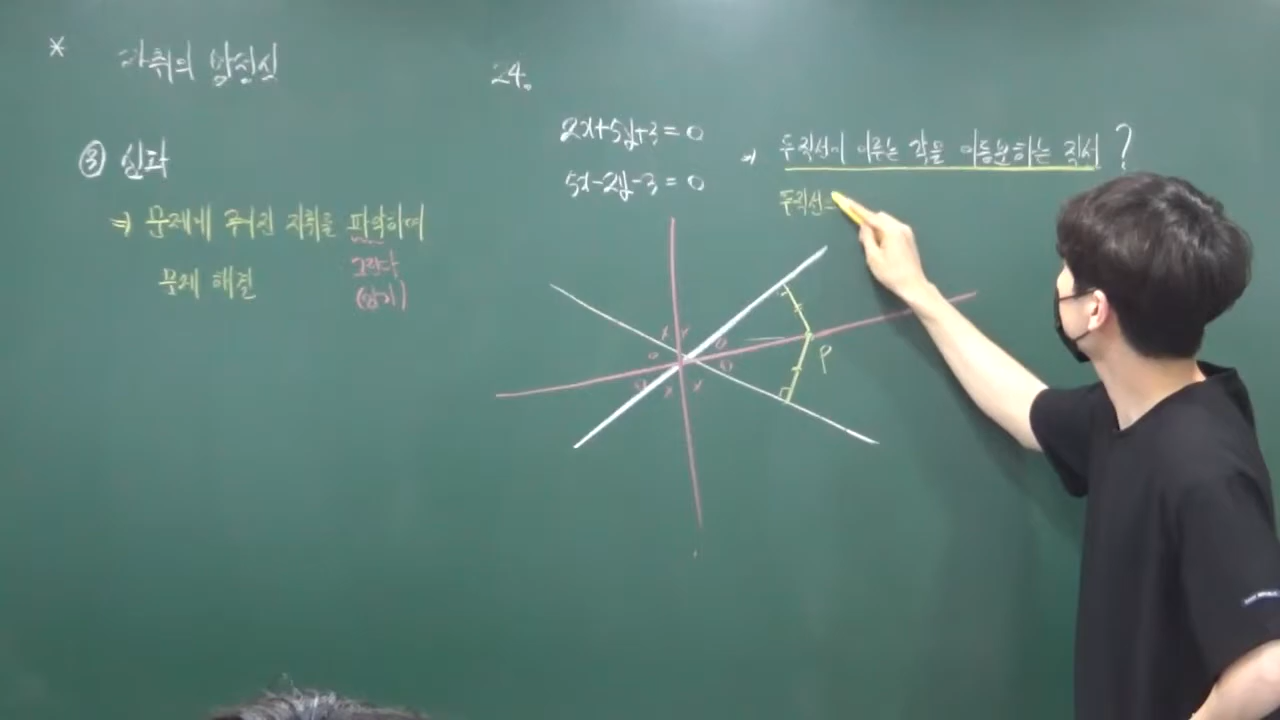 * 자취의 방정식
③ 심화
⇒ 문제에 주어진 자취를 파악하여
그린다
(암기)
문제 해결
24.
2x+5y+3=0
5x-2y-3=0
⇒ 두 직선이 이루는 각을 이등분하는 직선?
두 직선
P